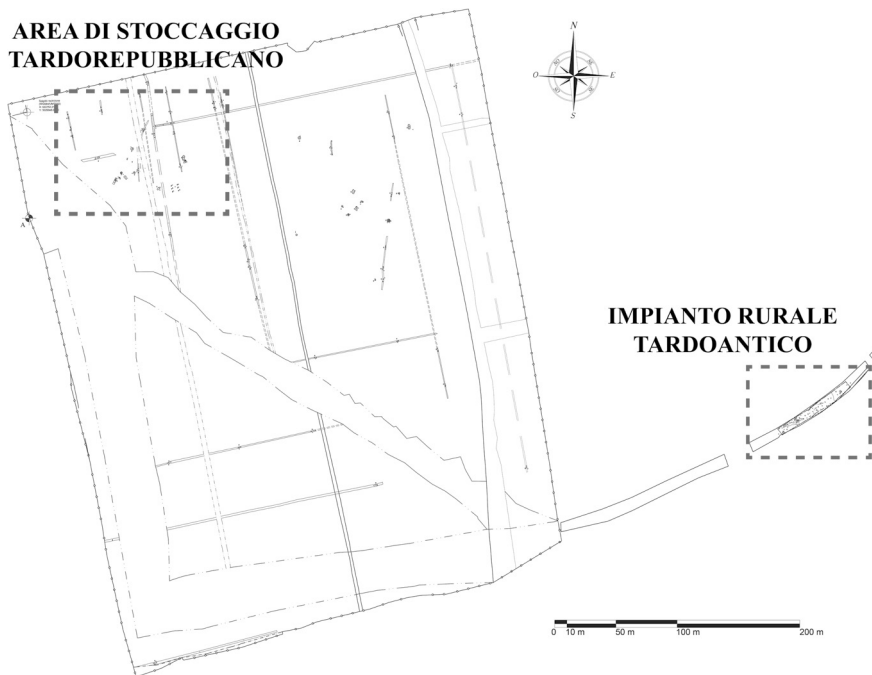 AREA DI STOCCAGGIO
TARDOREPUBBLICANO
N
O
E
S
A
IMPIANTO RURALE
TARDOANTICO
0 10 m 50 m 100 m 200 m